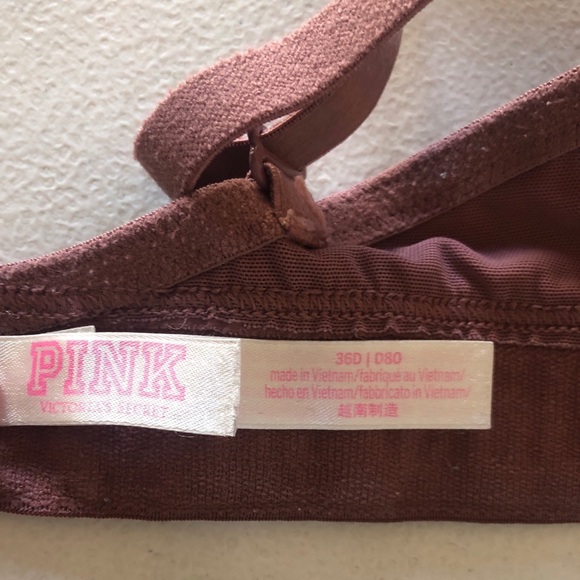 PINK
VICTORIA'S SECRET
36D | D80
made in Vietnam/fabriqué au Vietnam/
hecho en Vietnam/fabbricato in Vietnam/
越南制造